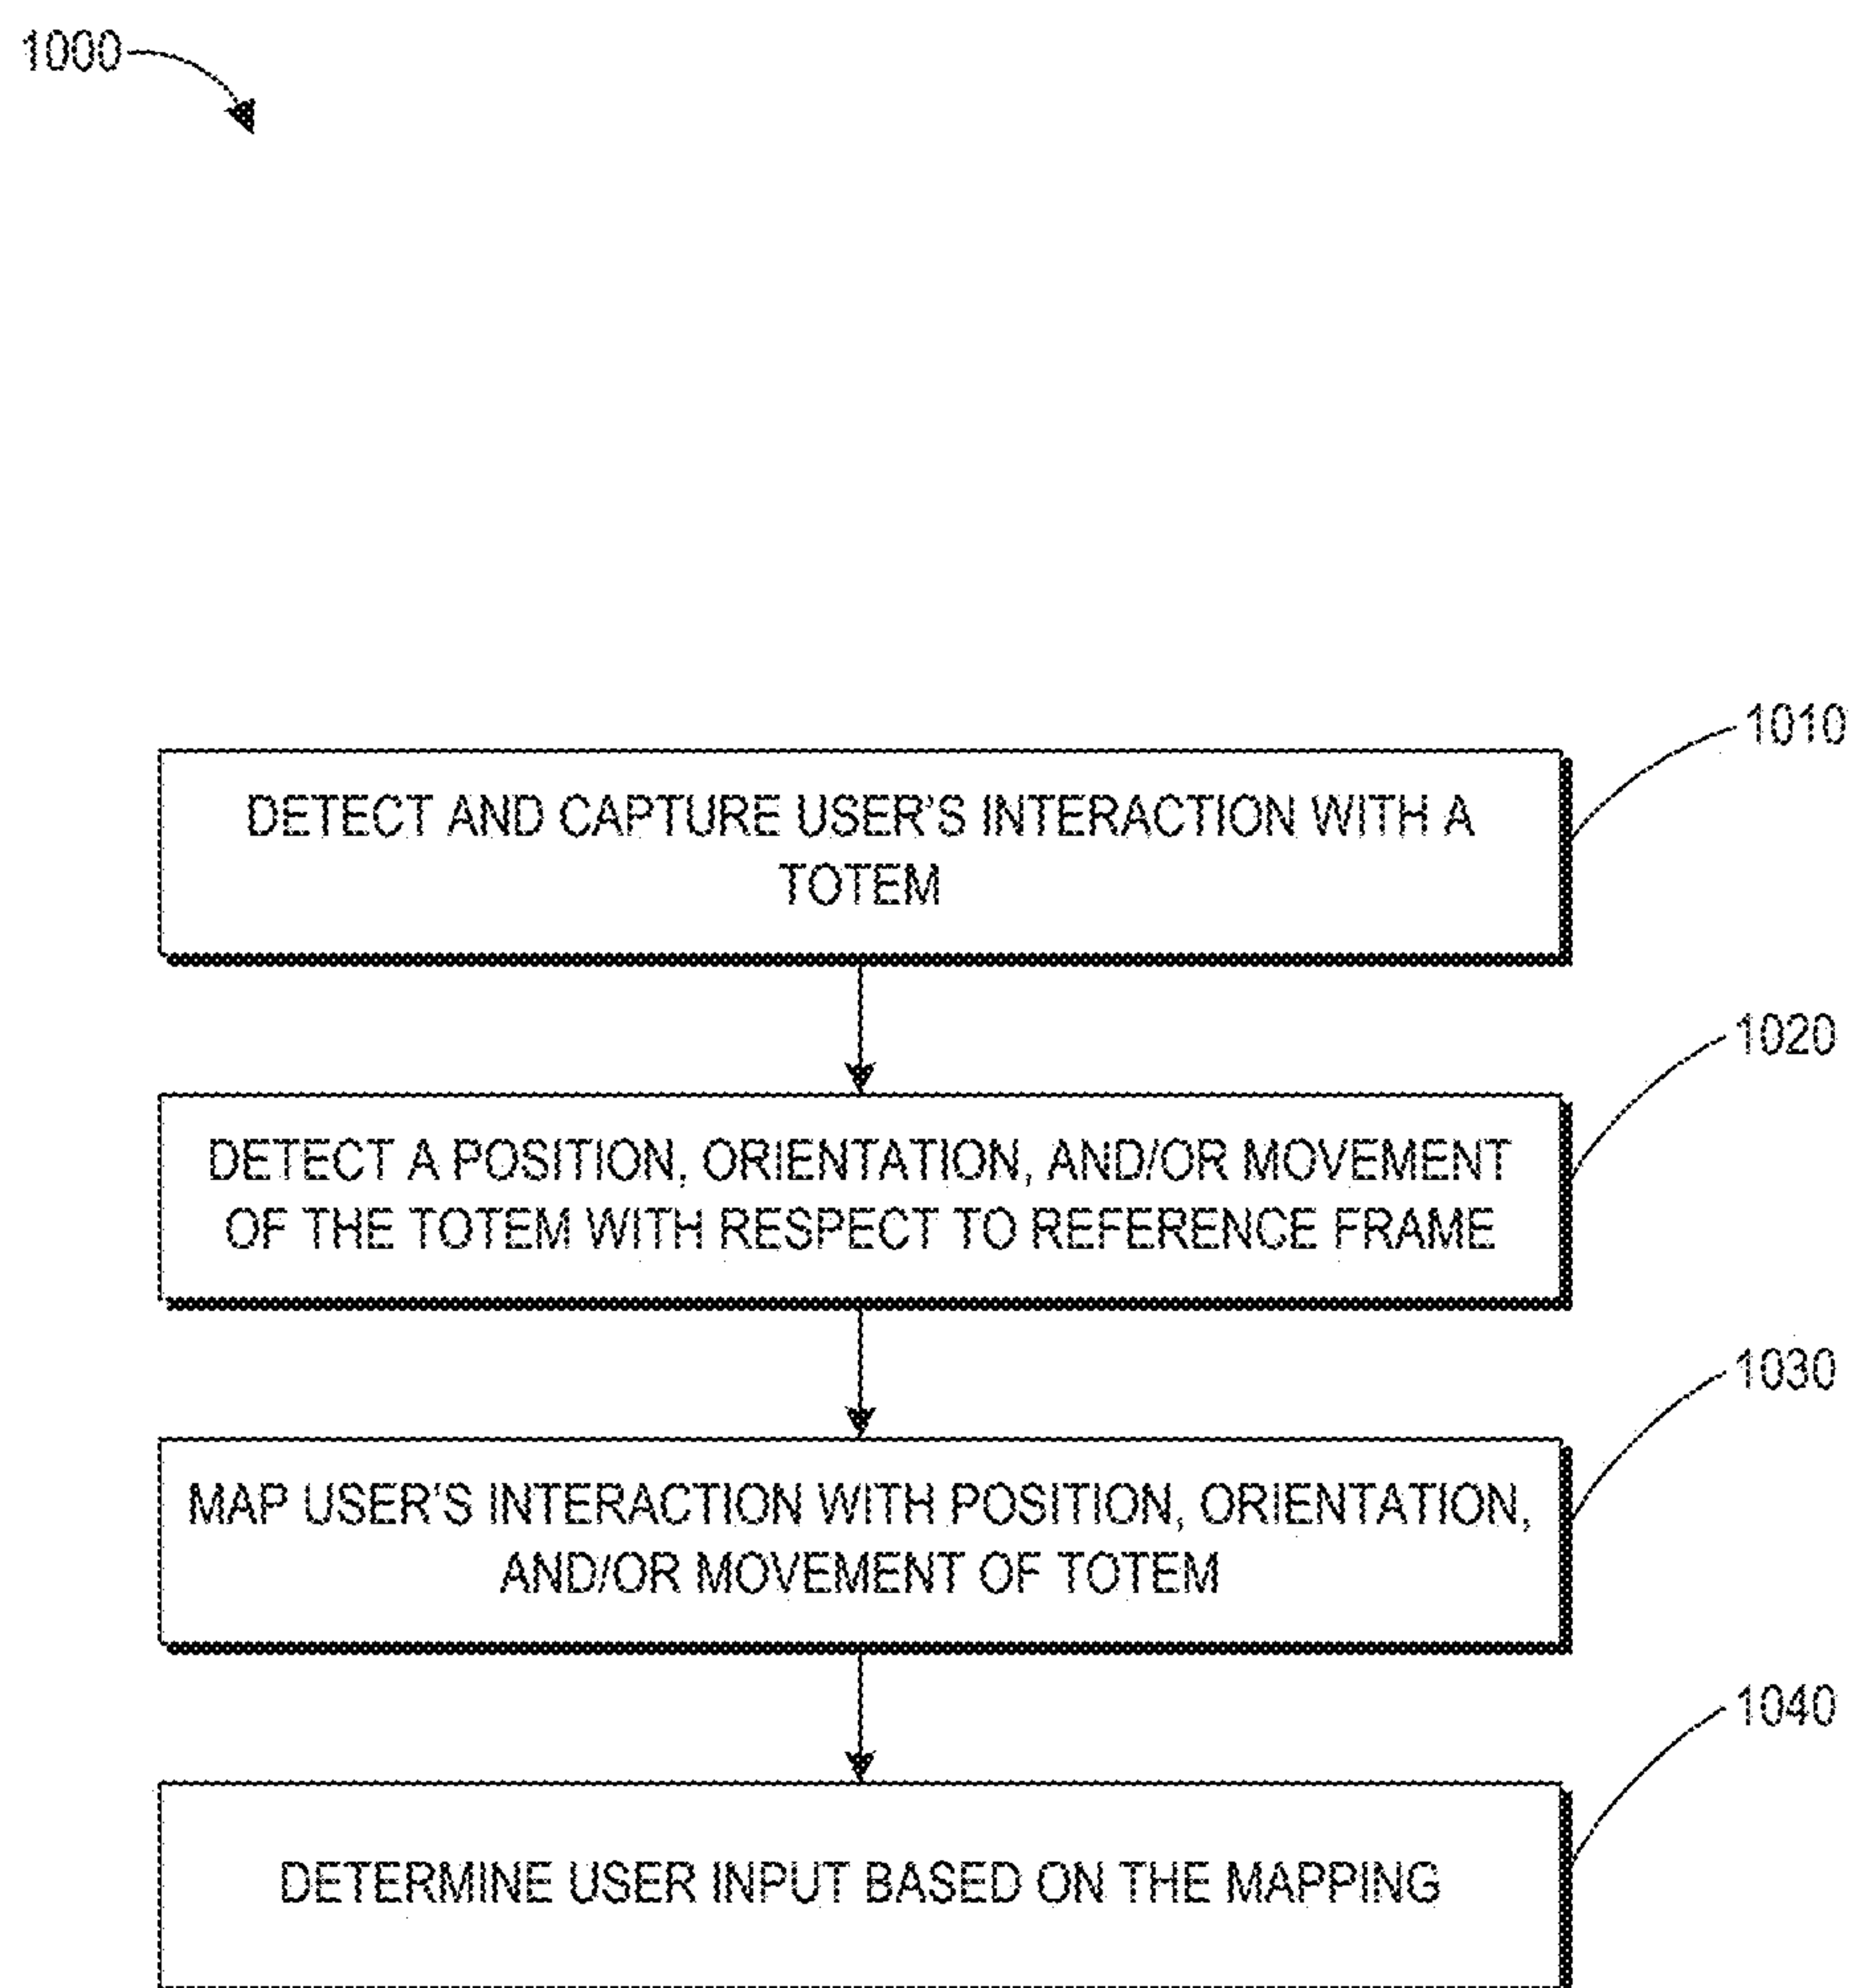 1000
1010
DETECT AND CAPTURE USER'S INTERACTION WITH A
TOTEM
1020
DETECT A POSITION, ORIENTATION, AND/OR MOVEMENT
OF THE TOTEM WITH RESPECT TO REFERENCE FRAME
1030
MAP USER'S INTERACTION WITH POSITION, ORIENTATION,
AND/OR MOVEMENT OF TOTEM
1040
DETERMINE USER INPUT BASED ON THE MAPPING